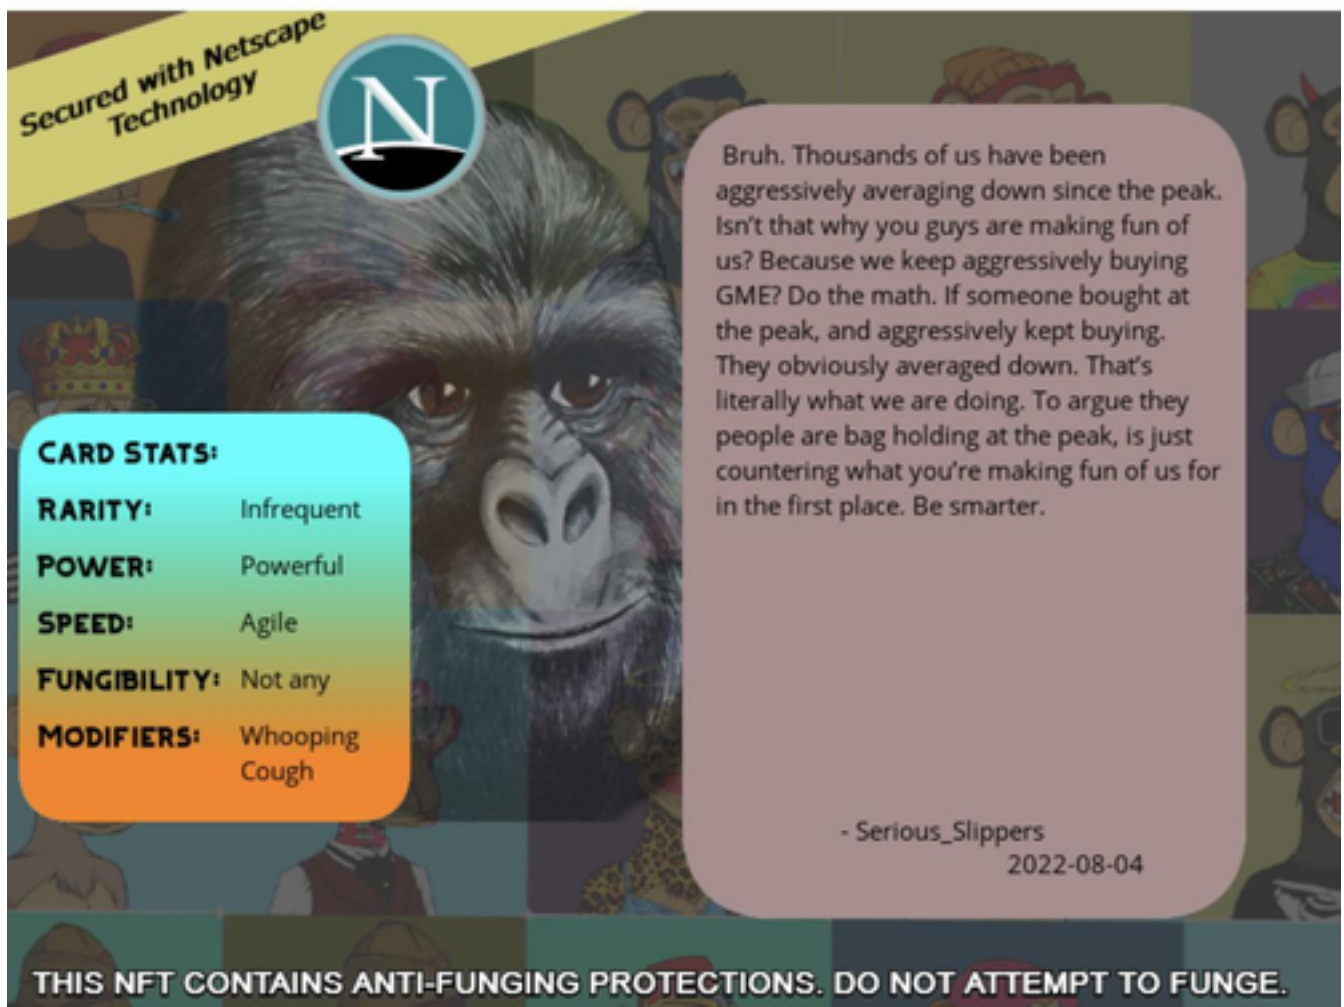 Secured with Netscape
Technology
N
Bruh. Thousands of us have been
aggressively averaging down since the peak.
Isn't that why you guys are making fun of
us? Because we keep aggressively buying
GME? Do the math. If someone bought at
the peak, and aggressively kept buying.
They obviously averaged down. That's
literally what we are doing. To argue they
people are bag holding at the peak, is just
countering what you're making fun of us for
in the first place. Be smarter.
- Serious_Slippers
2022-08-04
CARD STATS:
RARITY: Infrequent
POWER: Powerful
SPEED: Agile
FUNGIBILITY: Not any
MODIFIERS: Whooping
Cough
THIS NFT CONTAINS ANTI-FUNGING PROTECTIONS. DO NOT ATTEMPT TO FUNGE.